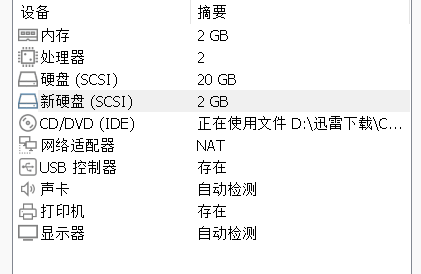 设备 摘要
内存 2 GB
处理器 2
硬盘 (SCSI) 20 GB
新硬盘 (SCSI) 2 GB
CD/DVD (IDE) 正在使用文件 D:\迅雷下载\C...
网络适配器 NAT
USB 控制器 存在
声卡 自动检测
打印机 存在
显示器 自动检测